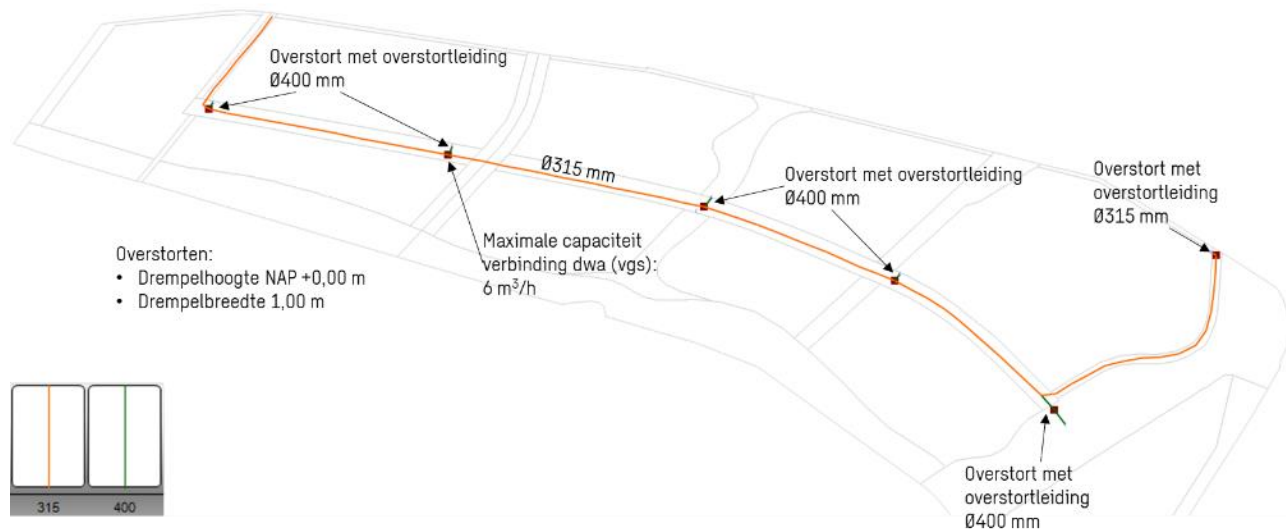 Overstort met overstortleiding
Ø400 mm
Ø315 mm
Overstort met overstortleiding
Ø400 mm
Overstort met
overstortleiding
Ø315 mm
Overstorten:
• Drempelhoogte NAP +0,00 m
• Drempelbreedte 1,00 m
Maximale capaciteit
verbinding dwa (vgs):
6 m³/h
Overstort met
overstortleiding
Ø400 mm
315
400